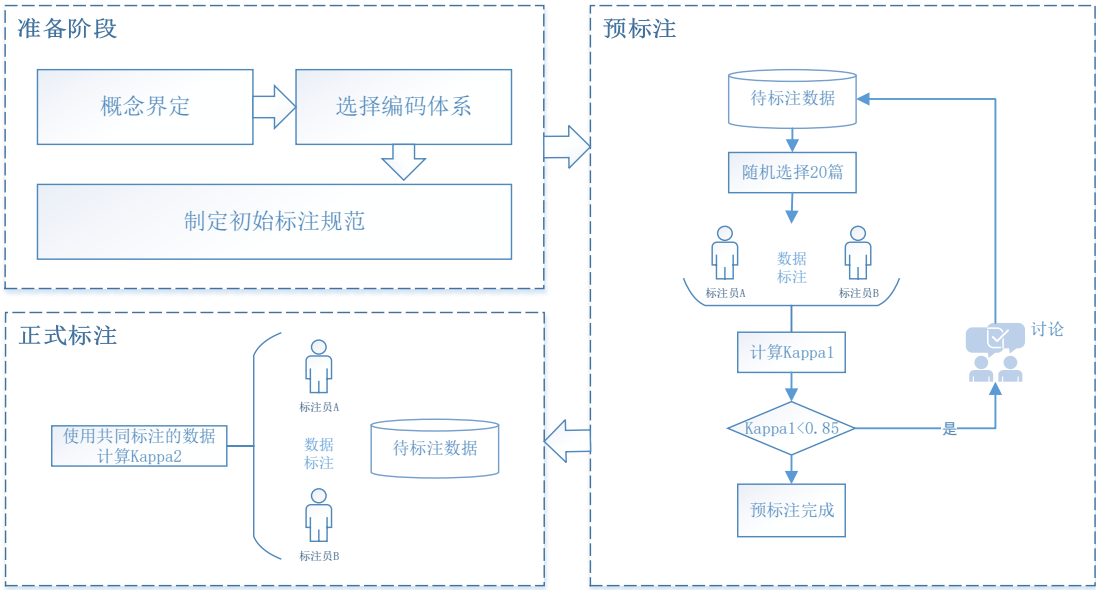 准备阶段
概念界定
选择编码体系
制定初始标注规范
预标注
待标注数据
随机选择20篇
数据
标注
标注员A
标注员B
计算Kappa1
Kappa1<0.85
是
讨论
预标注完成
正式标注
标注员A
使用共同标注的数据
计算Kappa2
数据
标注
待标注数据
标注员B